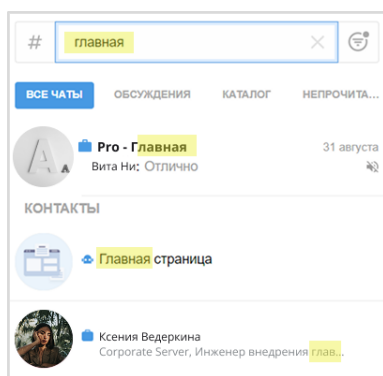 # главная
ВСЕ ЧАТЫ ОБСУЖДЕНИЯ КАТАЛОГ НЕПРОЧИТА...
Pro - Главная 31 августа
Вита Ни: Отлично
КОНТАКТЫ
Главная страница
Ксения Ведеркина
Corporate Server, Инженер внедрения глав...